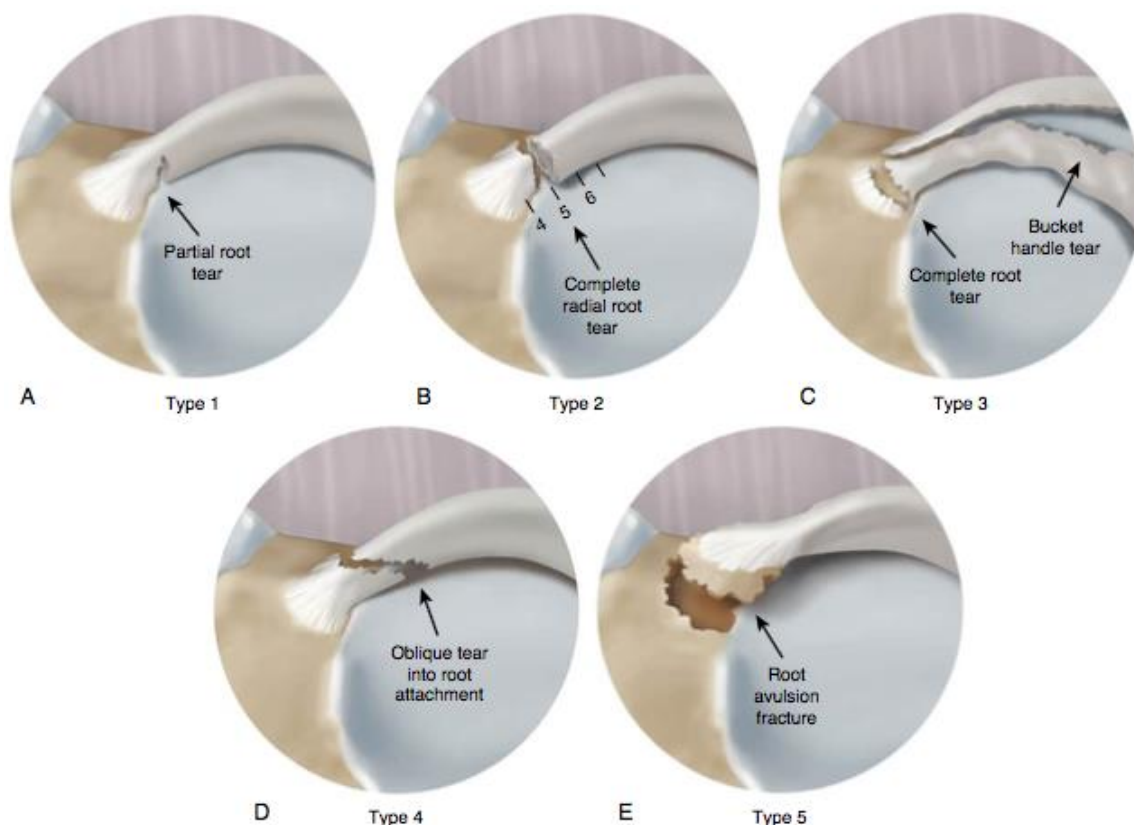 Partial root
tear
A
Type 1
4
5
6
Complete
radial root
tear
B
Type 2
Bucket
handle tear
Complete root
tear
C
Type 3
Oblique tear
into root
attachment
D
Type 4
Root
avulsion
fracture
E
Type 5